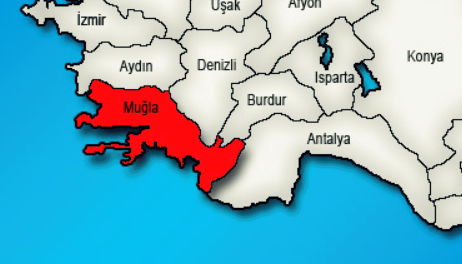 Uşak
Afyon
İzmir
Konya
Aydın
Denizli
Isparta
Muğla
Burdur
Antalya